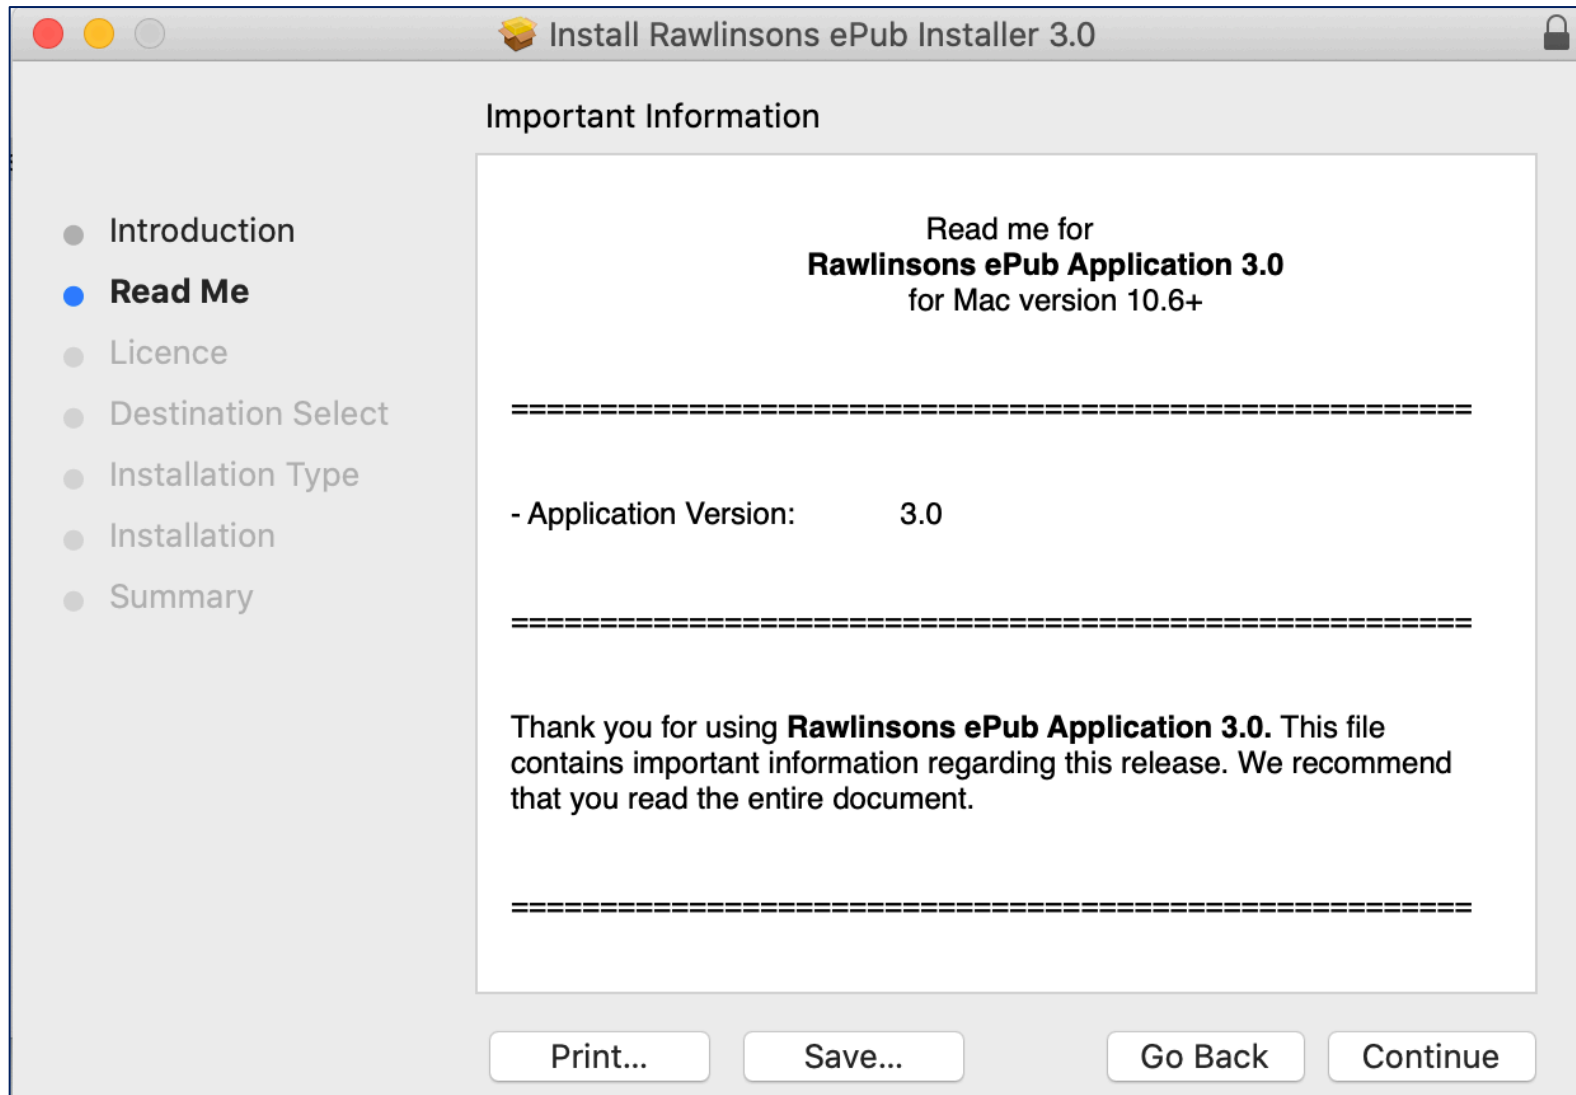 Install Rawlinsons ePub Installer 3.0
Important Information
Introduction
Read Me
Licence
Destination Select
Installation Type
Installation
Summary
Read me for
Rawlinsons ePub Application 3.0
for Mac version 10.6+
======================================================
- Application Version: 3.0
======================================================
Thank you for using Rawlinsons ePub Application 3.0. This file
contains important information regarding this release. We recommend
that you read the entire document.
======================================================
Print...
Save...
Go Back
Continue